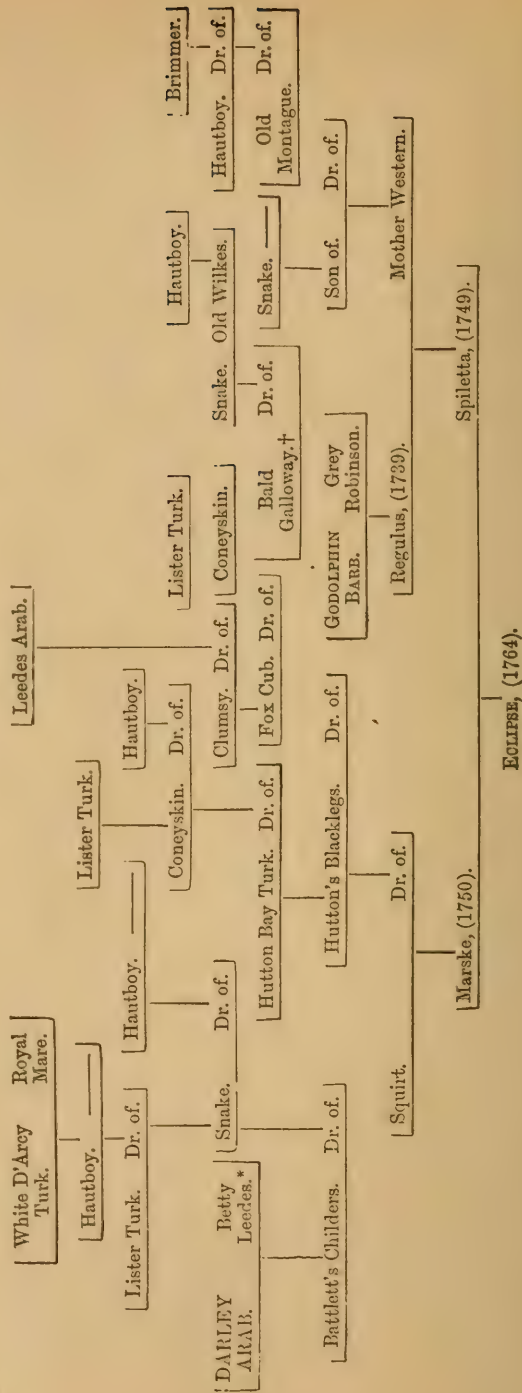 White D'Arcy Royal Leedes Arab.
Turk. Mare.
Hautboy. Lister Turk.
Lister Turk. Dr. of. Hautboy. Hautboy.
Coneyskin. Dr. of. Lister Turk. Hautboy. Brimmer.
DARLEY Betty Snake. Dr. of. Clumsy. Dr. of. Coneyskin. Snake. Old Wilkes. Hautboy. Dr. of.
ARAB. Leedes.*
Hutton Bay Turk. Dr. of. Fox Cub. Dr. of. Bald Dr. of. Snake. Old Dr. of.
Galloway.† Montague.
Battlett's Childers. Dr. of. Hutton's Blacklegs. Dr. of. GODOLPHIN Grey Son of. Dr. of.
BARB. Robinson.
Squirt. Dr. of. Regulus, (1739). Mother Western.
Marske, (1750). Spiletta, (1749).
ECLIPSE, (1764).